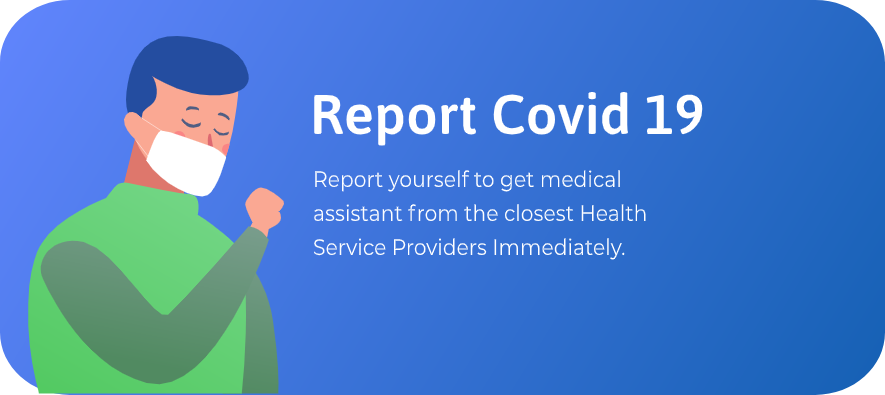 Report Covid 19
Report yourself to get medical
assistant from the closest Health
Service Providers Immediately.